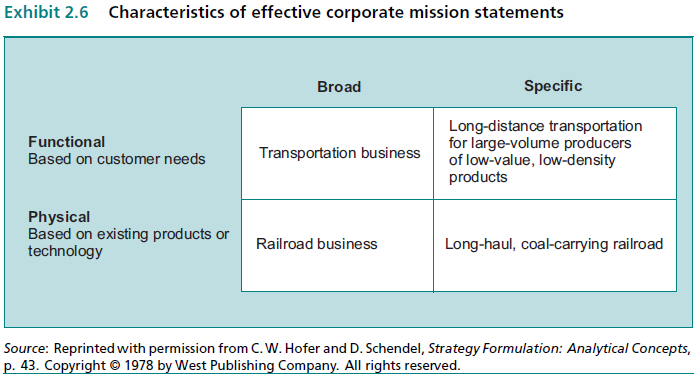 Exhibit 2.6 Characteristics of effective corporate mission statements
Broad
Specific
Functional
Based on customer needs
Transportation business
Long-distance transportation
for large-volume producers
of low-value, low-density
products
Physical
Based on existing products or
technology
Railroad business
Long-haul, coal-carrying railroad
Source: Reprinted with permission from C. W. Hofer and D. Schendel, Strategy Formulation: Analytical Concepts,
p. 43. Copyright © 1978 by West Publishing Company. All rights reserved.